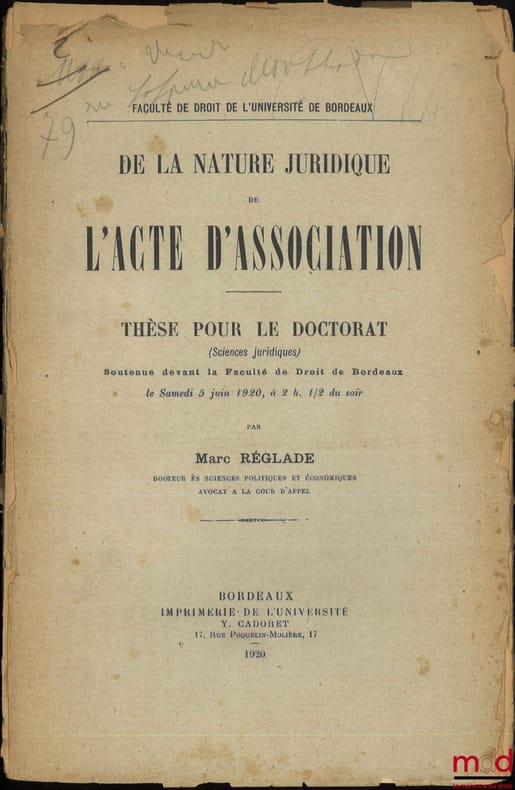 79
FACULTÉ DE DROIT DE L'UNIVERSITÉ DE BORDEAUX
DE LA NATURE JURIDIQUE
DE
L'ACTE D'ASSOCIATION
THÈSE POUR LE DOCTORAT
(Sciences juridiques)
Soutenue devant la Faculté de Droit de Bordeaux
le Samedi 5 juin 1920, à 2 h. 1/2 du soir
PAR
Marc RÉGLADE
DOCTEUR ÈS SCIENCES POLITIQUES ET ÉCONOMIQUES
AVOCAT A LA COUR D'APPEL
BORDEAUX
IMPRIMERIE DE L'UNIVERSITÉ
Y. CADORET
17, RUE POQUELIN-MOLIÈRE, 17
1920
mdd